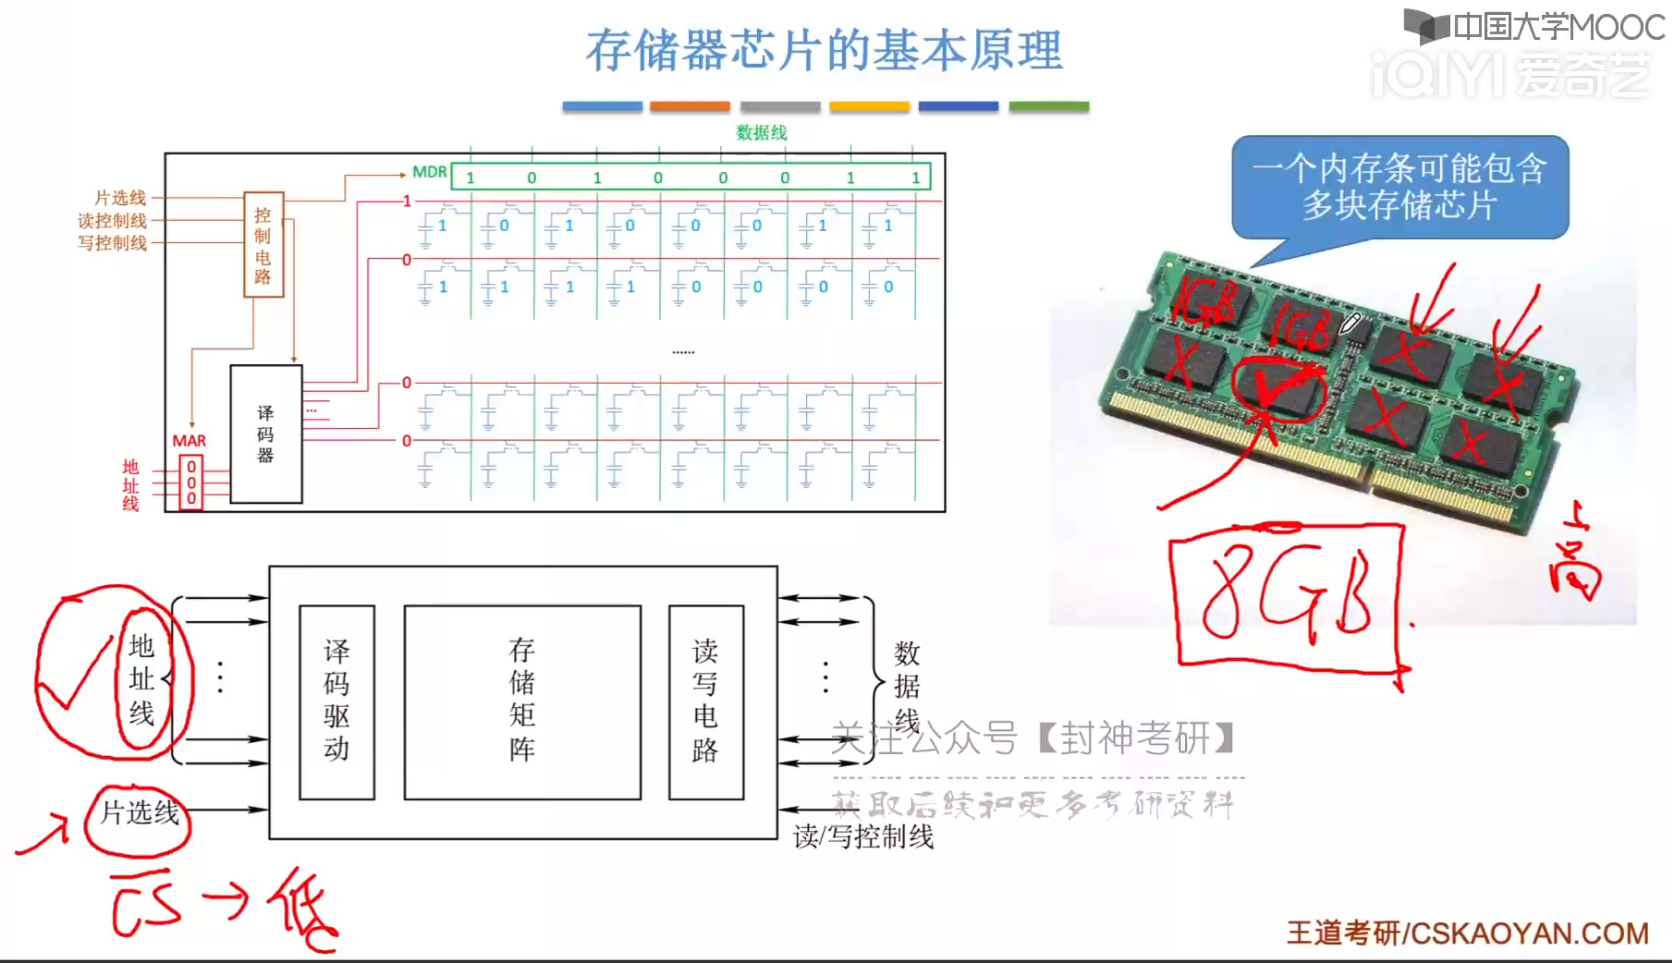 中国大学MOOC
iQIYI 爱奇艺
存储器芯片的基本原理
数据线
MDR 1 0 1 0 0 0 1 1
片选线
读控制线
写控制线
控制电路
1
1 0 1 0 0 0 1 1
0
1 1 1 1 0 0 0 0
......
0
0
译码器
...
MAR
地址线
0
0
0
一个内存条可能包含
多块存储芯片
1GB
1GB
8GB
高
地址线
片选线
CS → 低
译码驱动
存储矩阵
读写电路
数据线
读/写控制线
关注公众号【封神考研】
获取后续和更多考研资料
王道考研/CSKAOYAN.COM